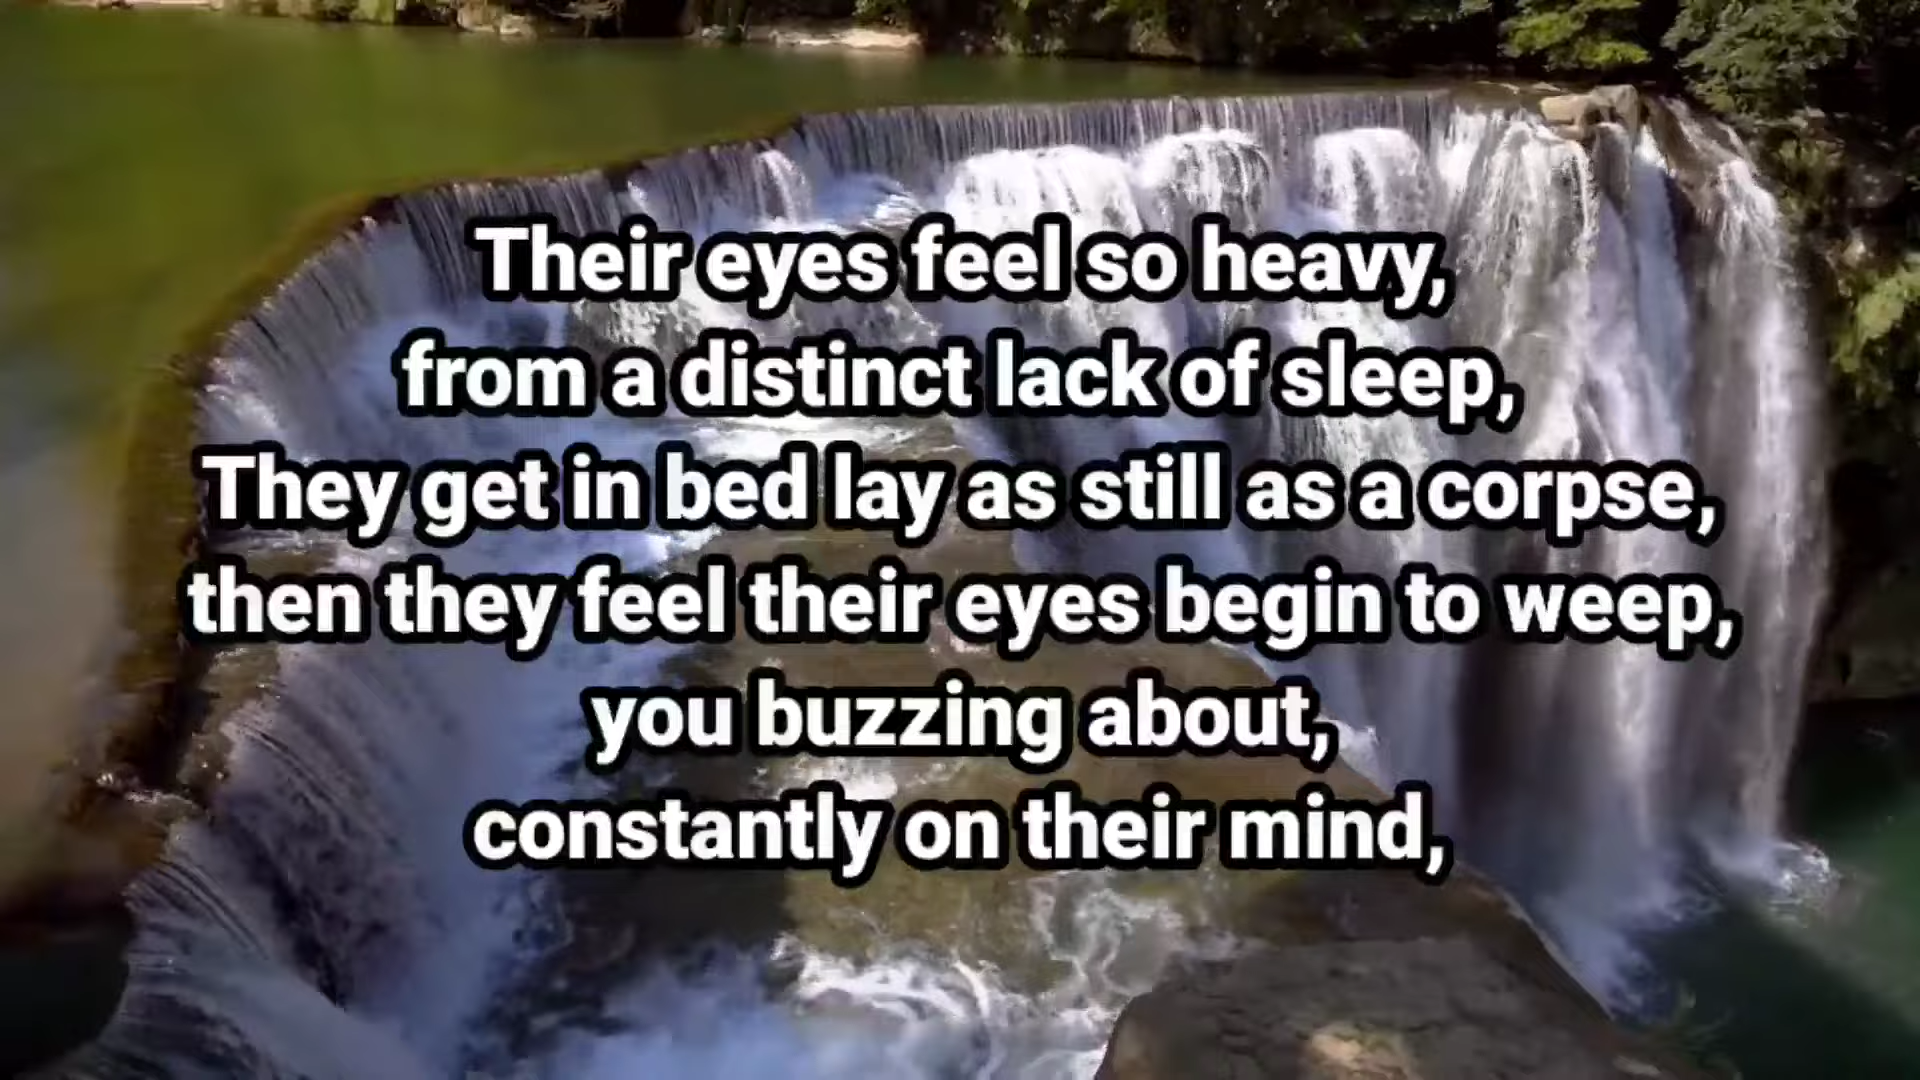 Their eyes feel so heavy,
from a distinct lack of sleep,
They get in bed lay as still as a corpse,
then they feel their eyes begin to weep,
you buzzing about,
constantly on their mind,